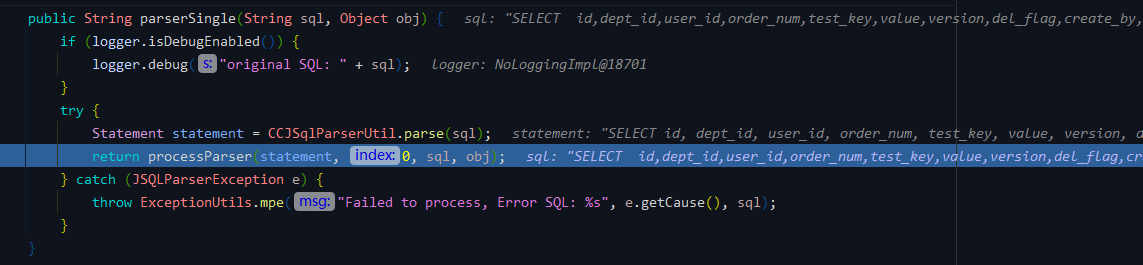 public String parserSingle(String sql, Object obj) {   sql: "SELECT  id,dept_id,user_id,order_num,test_key,value,version,del_flag,create_by,
    if (logger.isDebugEnabled()) {
        logger.debug( s: "original SQL: " + sql);   logger: NoLoggingImpl@18701
    }
    try {
        Statement statement = CCJSqlParserUtil.parse(sql);   statement: "SELECT id, dept_id, user_id, order_num, test_key, value, version, d
        return processParser(statement,  index: 0, sql, obj);   sql: "SELECT  id,dept_id,user_id,order_num,test_key,value,version,del_flag,cr
    } catch (JSQLParserException e) {
        throw ExceptionUtils.mpe( msg: "Failed to process, Error SQL: %s", e.getCause(), sql);
    }
}